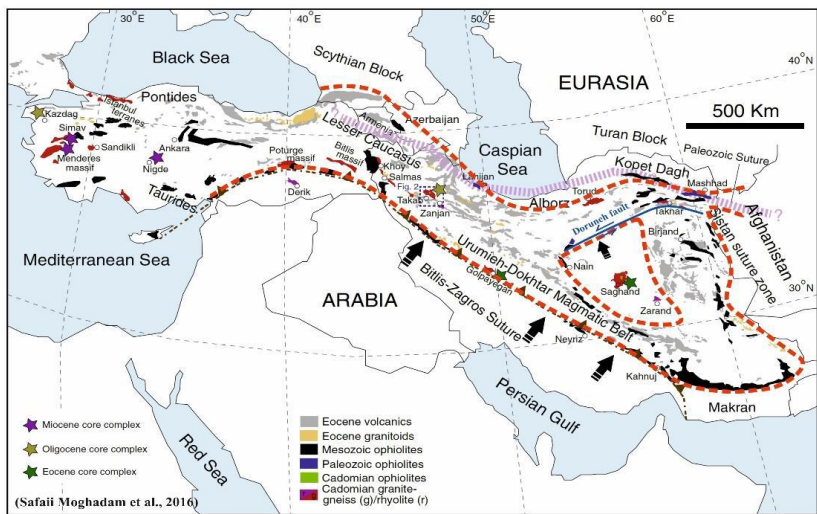 30°E
40°E
50°E
60°E
40°N
30°N
Black Sea
Scythian Block
EURASIA
500 Km
Pontides
Istanbul
terranes
Kazdag
Simav
Sandikli
Menderes
massif
Ankara
Nigde
Taurides
Poturge
massif
Bitlis
massif
Derik
Armenia
Azerbaijan
Lesser Caucasus
Khoy
Salmas
Fig. 2
Takab
Zanjan
Lahijan
Caspian
Sea
Turan Block
Paleozoic Suture
Kopet Dagh
Mashhad
Alborz
Torud
Taknar
Doruneh fault
Birjand
Afghanistan
?
Sistan suture zone
Mediterranean Sea
ARABIA
Urumieh-Dokhtar Magmatic Belt
Golpayegan
Bitlis-Zagros Suture
Nain
Saghand
Zarand
Neyriz
Kahnuj
Makran
Persian Gulf
Red Sea
Miocene core complex
Oligocene core complex
Eocene core complex
(Safaii Moghadam et al., 2016)
Eocene volcanics
Eocene granitoids
Mesozoic ophiolites
Paleozoic ophiolites
Cadomian ophiolites
Cadomian granite-
gneiss (g)/rhyolite (r)